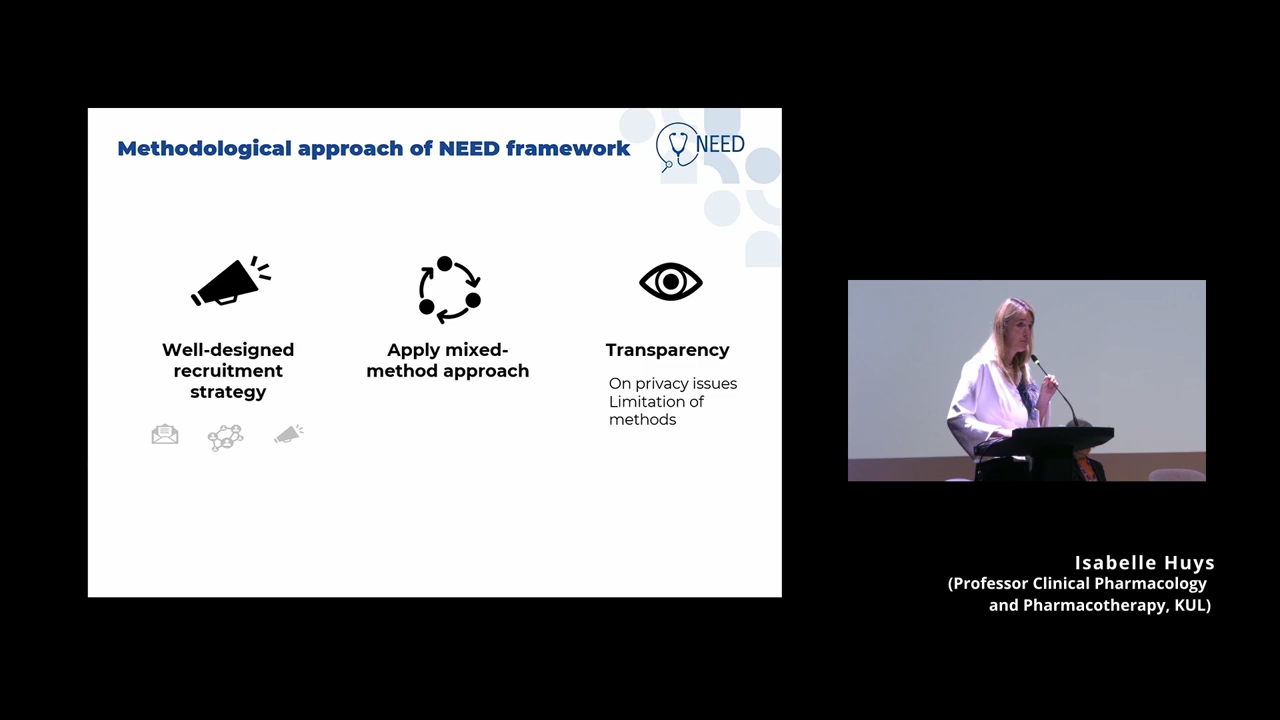 Methodological approach of NEED framework
NEED
Well-designed
recruitment
strategy
Apply mixed-
method approach
Transparency
On privacy issues
Limitation of
methods
Isabelle Huys
(Professor Clinical Pharmacology
and Pharmacotherapy, KUL)